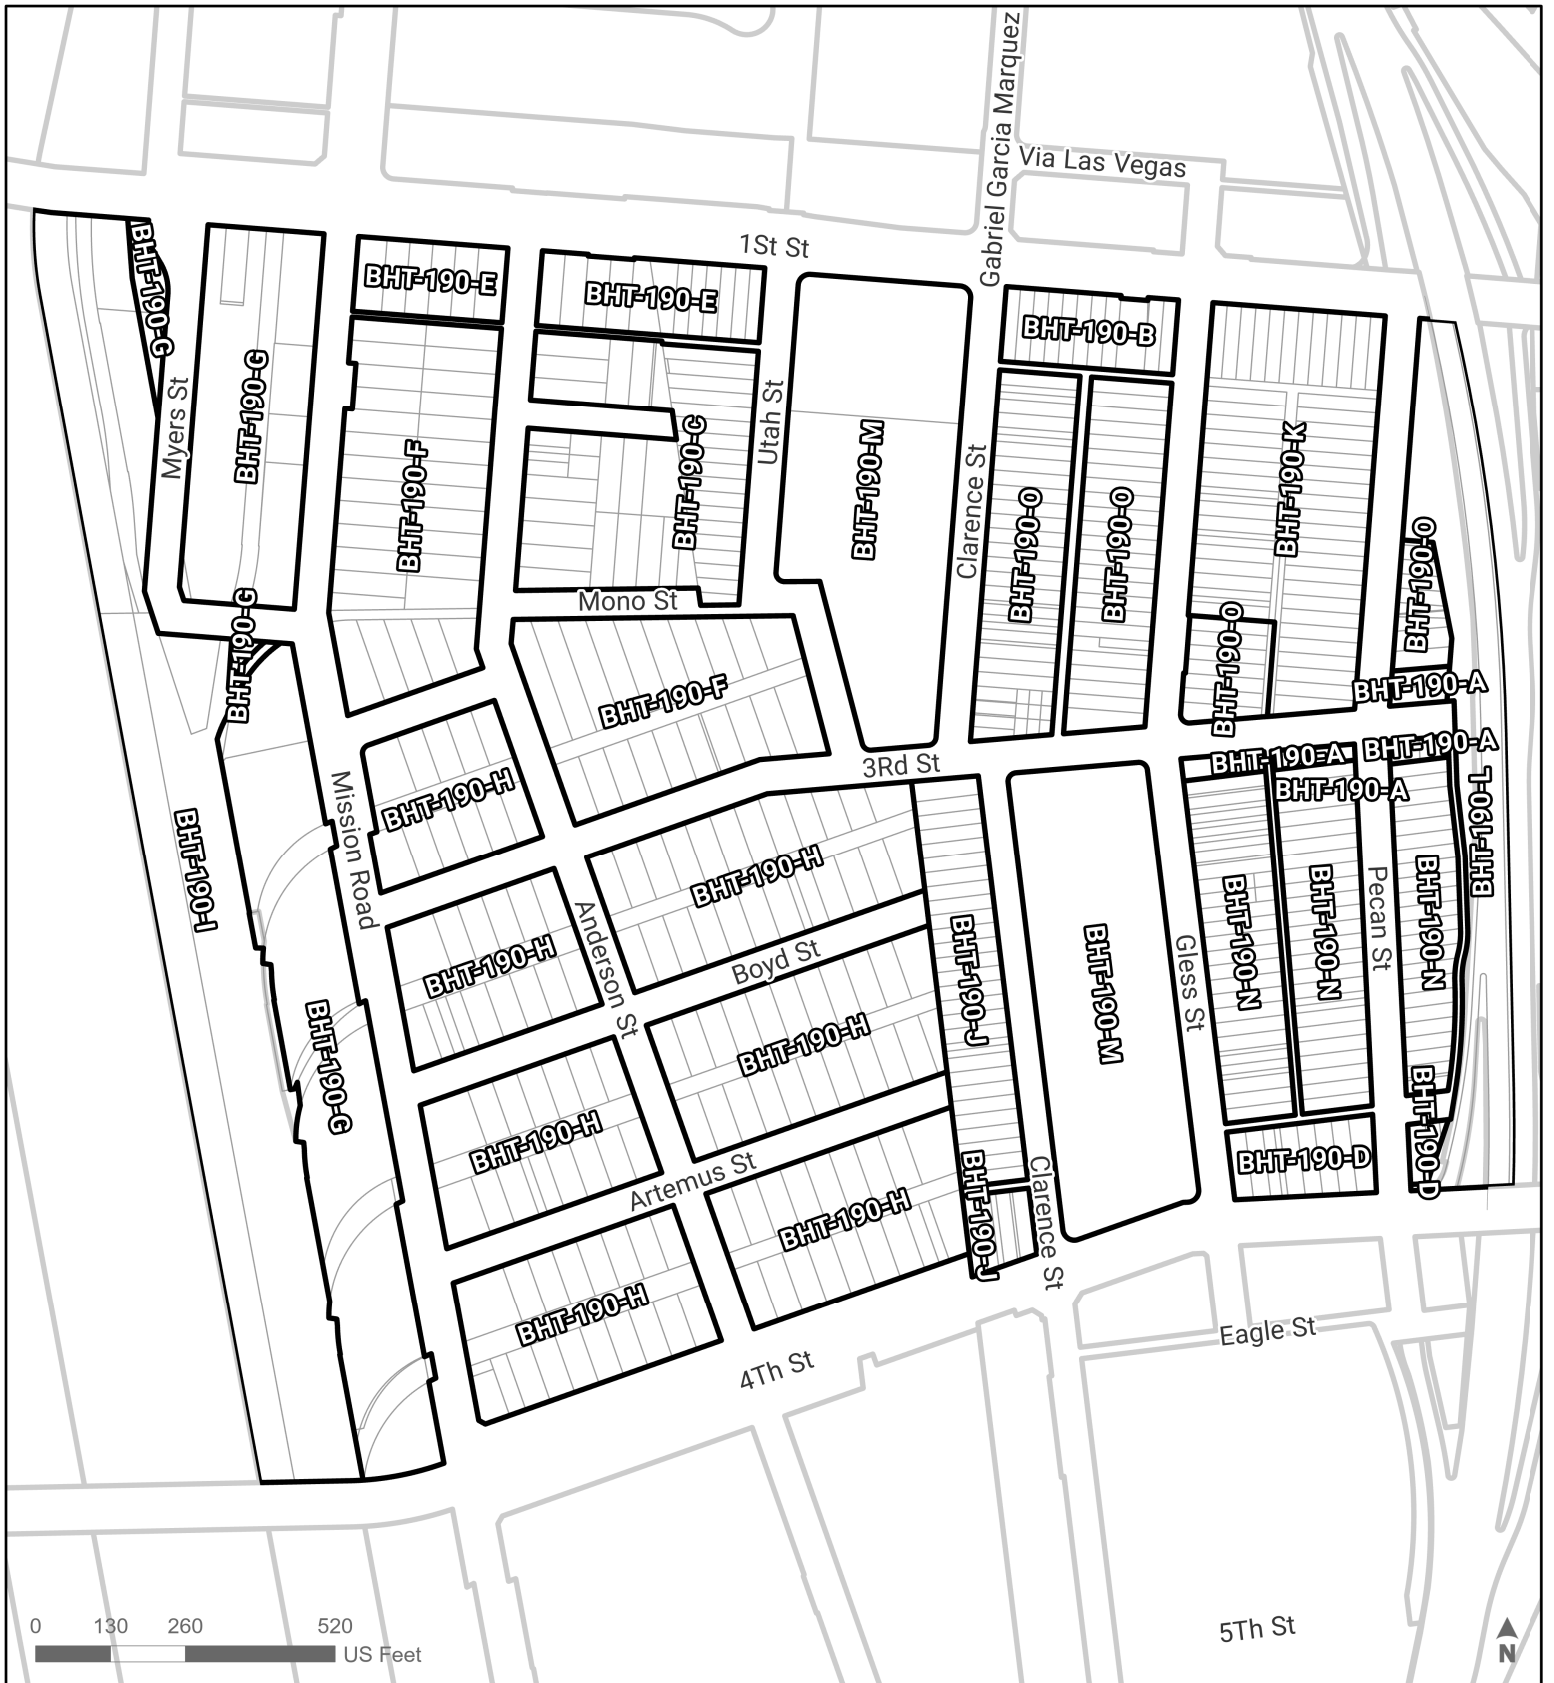 Gabriel Garcia Marquez
Via Las Vegas
1St St
BHT-190-G
BHT-190-E
BHT-190-E
BHT-190-B
Myers St
BHT-190-G
BHT-190-F
BHT-190-C
Utah St
BHT-190-M
Clarence St
BHT-190-O
BHT-190-O
BHT-190-K
BHT-190-O
Mono St
BHT-190-G
BHT-190-F
BHT-190-O
BHT-190-A
3Rd St
BHT-190-A
BHT-190-A
BHT-190-A
BHT-190-L
Mission Road
BHT-190-H
BHT-190-I
BHT-190-H
BHT-190-H
Anderson St
Boyd St
BHT-190-J
BHT-190-M
Gless St
BHT-190-N
BHT-190-N
Pecan St
BHT-190-N
BHT-190-G
BHT-190-H
BHT-190-H
Artemus St
BHT-190-H
BHT-190-J
Clarence St
BHT-190-D
BHT-190-D
BHT-190-H
4Th St
Eagle St
5Th St
0 130 260 520
US Feet
N